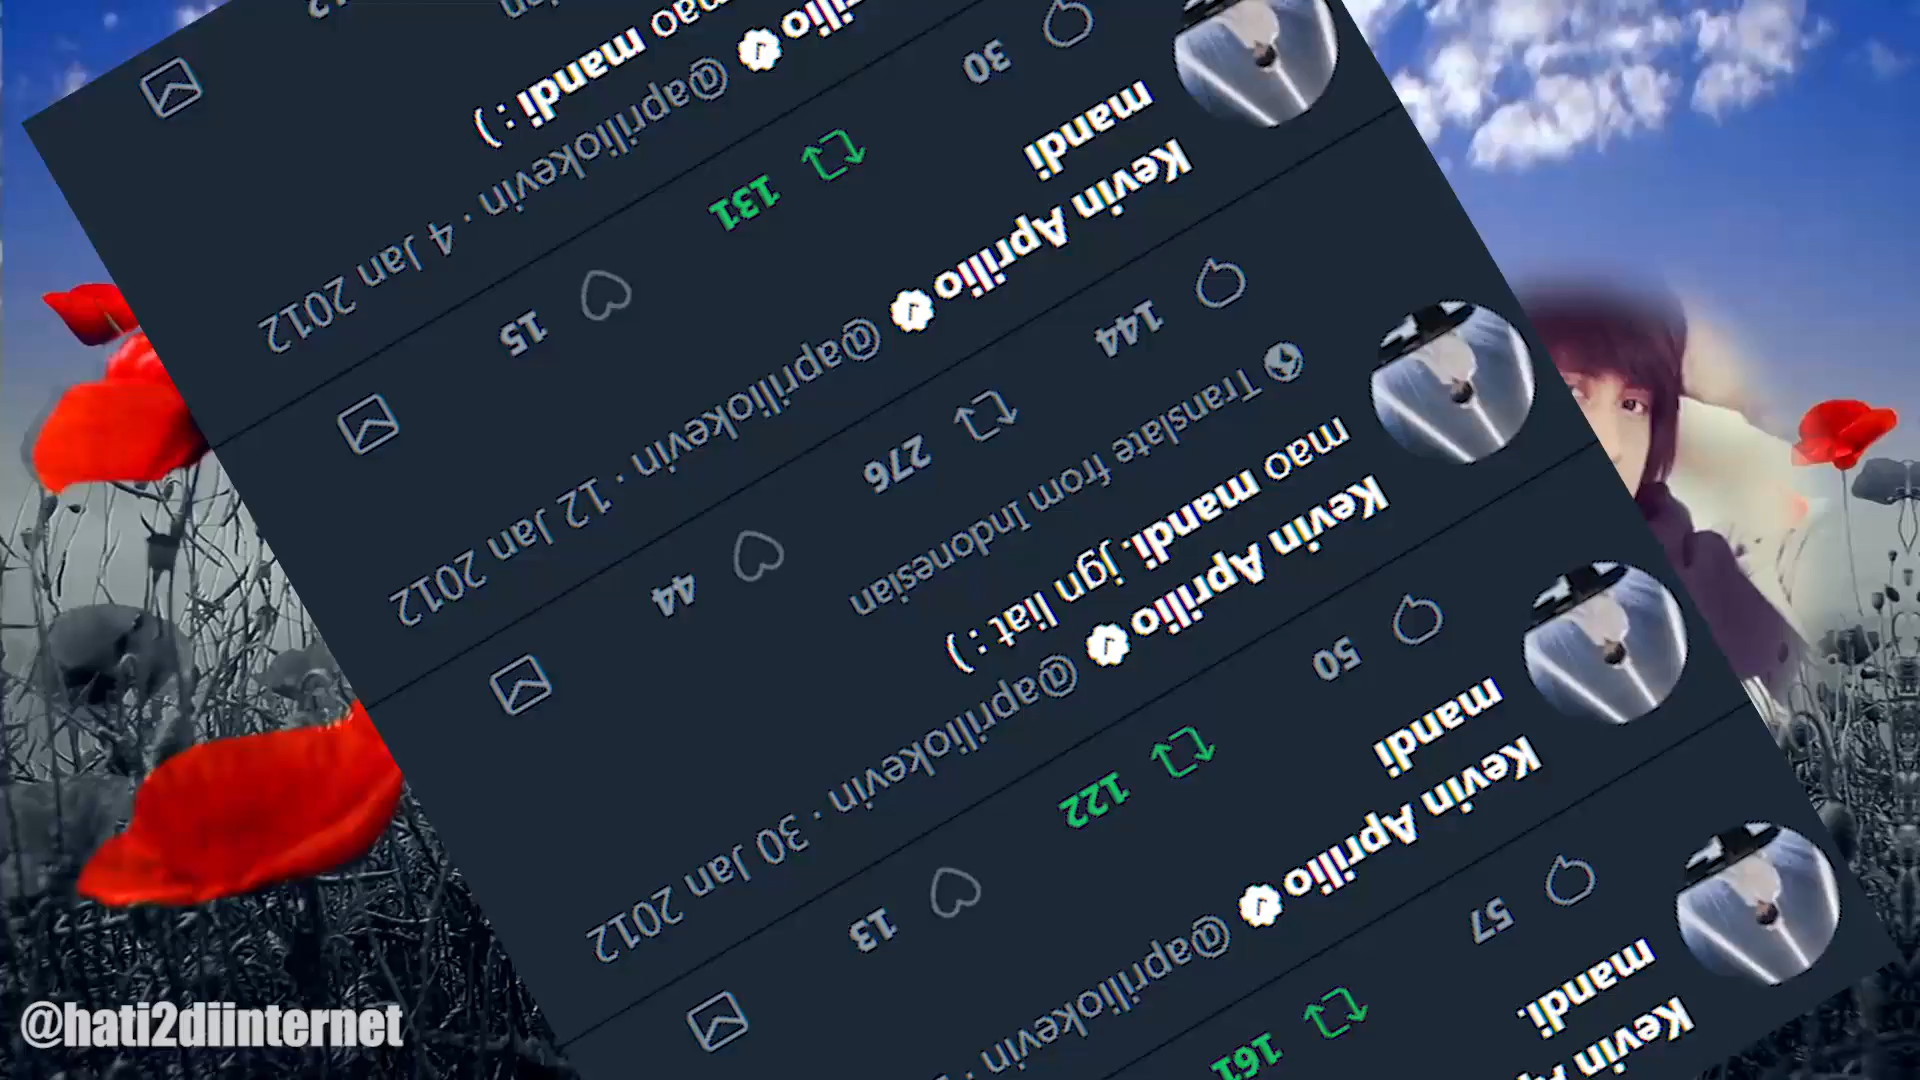 Kevin Ap
mandi.
57 161
Kevin Aprilio @apriliokevin ·
mandi
50 122 13
Kevin Aprilio @apriliokevin · 30 Jan 2012
mao mandi. jgn liat :)
Translate from Indonesian
144 276 44
Kevin Aprilio @apriliokevin · 12 Jan 2012
mandi
30 131 15
rilio @apriliokevin · 4 Jan 2012
mao mandi :)
@hati2diinternet